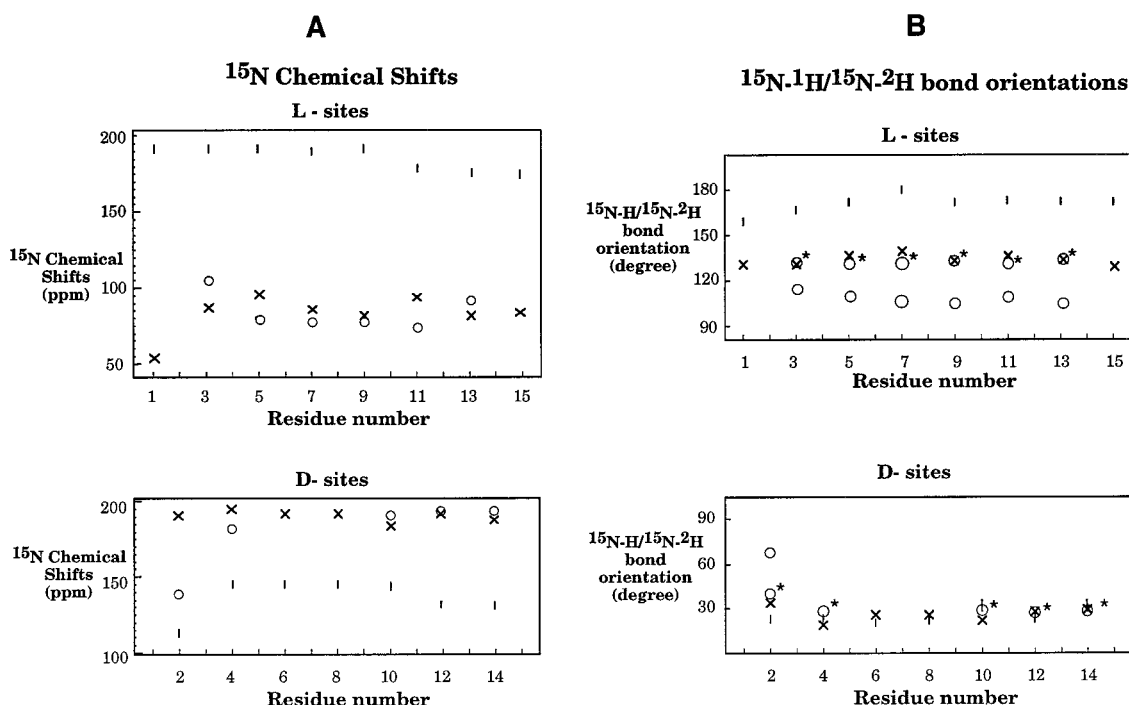 A
¹⁵N Chemical Shifts
L - sites
200
150
¹⁵N Chemical
Shifts
(ppm)
100
50
1 3 5 7 9 11 13 15
Residue number
D- sites
200
¹⁵N Chemical
Shifts
(ppm)
150
100
2 4 6 8 10 12 14
Residue number
B
¹⁵N-¹H/¹⁵N-²H bond orientations
L - sites
180
¹⁵N-H/¹⁵N-²H
bond
orientation
(degree)
150
120
90
* * * * * *
1 3 5 7 9 11 13 15
Residue number
D- sites
90
¹⁵N-H/¹⁵N-²H
bond
orientation
(degree)
60
30
* * * * *
2 4 6 8 10 12 14
Residue number